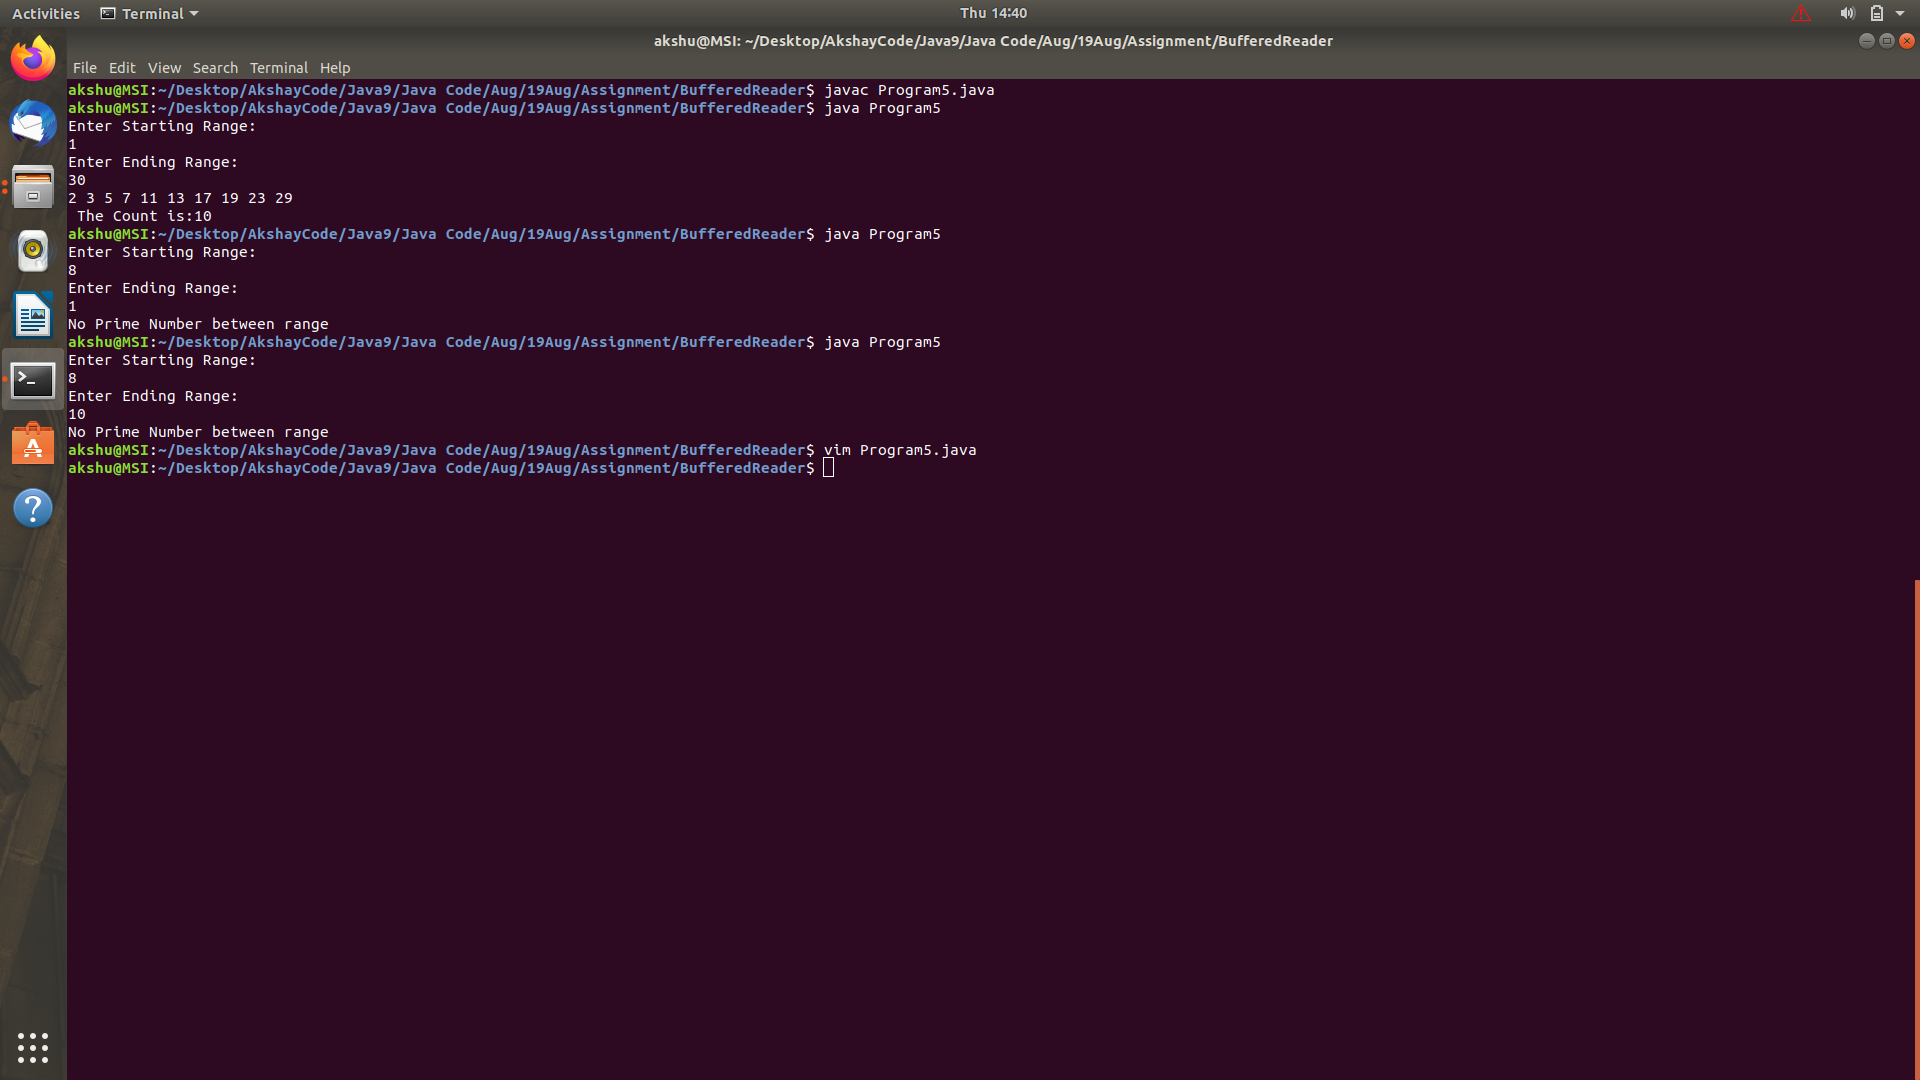 Activities Terminal Thu 14:40
akshu@MSI: ~/Desktop/AkshayCode/Java9/Java Code/Aug/19Aug/Assignment/BufferedReader
File Edit View Search Terminal Help
akshu@MSI:~/Desktop/AkshayCode/Java9/Java Code/Aug/19Aug/Assignment/BufferedReader$ javac Program5.java
akshu@MSI:~/Desktop/AkshayCode/Java9/Java Code/Aug/19Aug/Assignment/BufferedReader$ java Program5
Enter Starting Range:
1
Enter Ending Range:
30
2 3 5 7 11 13 17 19 23 29
 The Count is:10
akshu@MSI:~/Desktop/AkshayCode/Java9/Java Code/Aug/19Aug/Assignment/BufferedReader$ java Program5
Enter Starting Range:
8
Enter Ending Range:
1
No Prime Number between range
akshu@MSI:~/Desktop/AkshayCode/Java9/Java Code/Aug/19Aug/Assignment/BufferedReader$ java Program5
Enter Starting Range:
8
Enter Ending Range:
10
No Prime Number between range
akshu@MSI:~/Desktop/AkshayCode/Java9/Java Code/Aug/19Aug/Assignment/BufferedReader$ vim Program5.java
akshu@MSI:~/Desktop/AkshayCode/Java9/Java Code/Aug/19Aug/Assignment/BufferedReader$